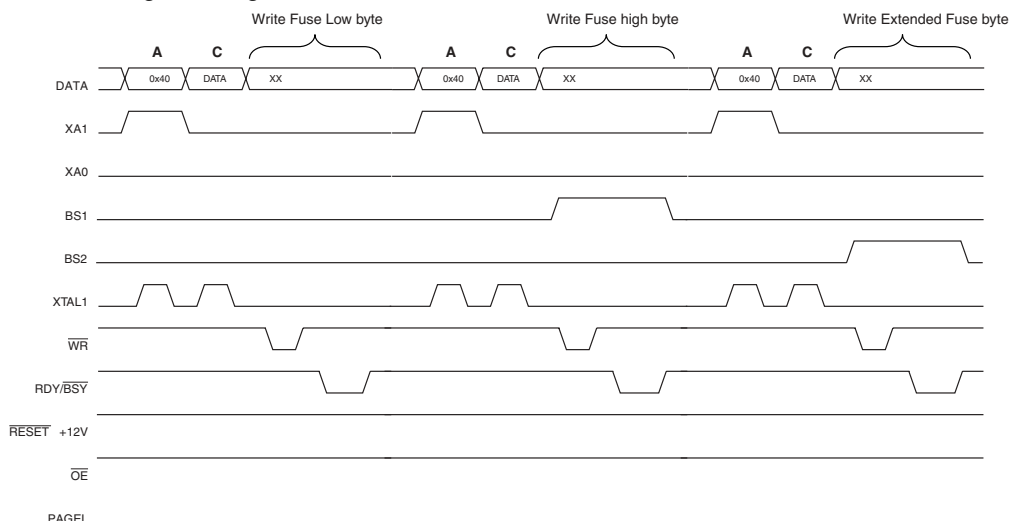 Write Fuse Low byte Write Fuse high byte Write Extended Fuse byte
A C A C A C
DATA 0x40 DATA XX 0x40 DATA XX 0x40 DATA XX
XA1
XA0
BS1
BS2
XTAL1
WR
RDY/BSY
RESET +12V
OE
PAGEL